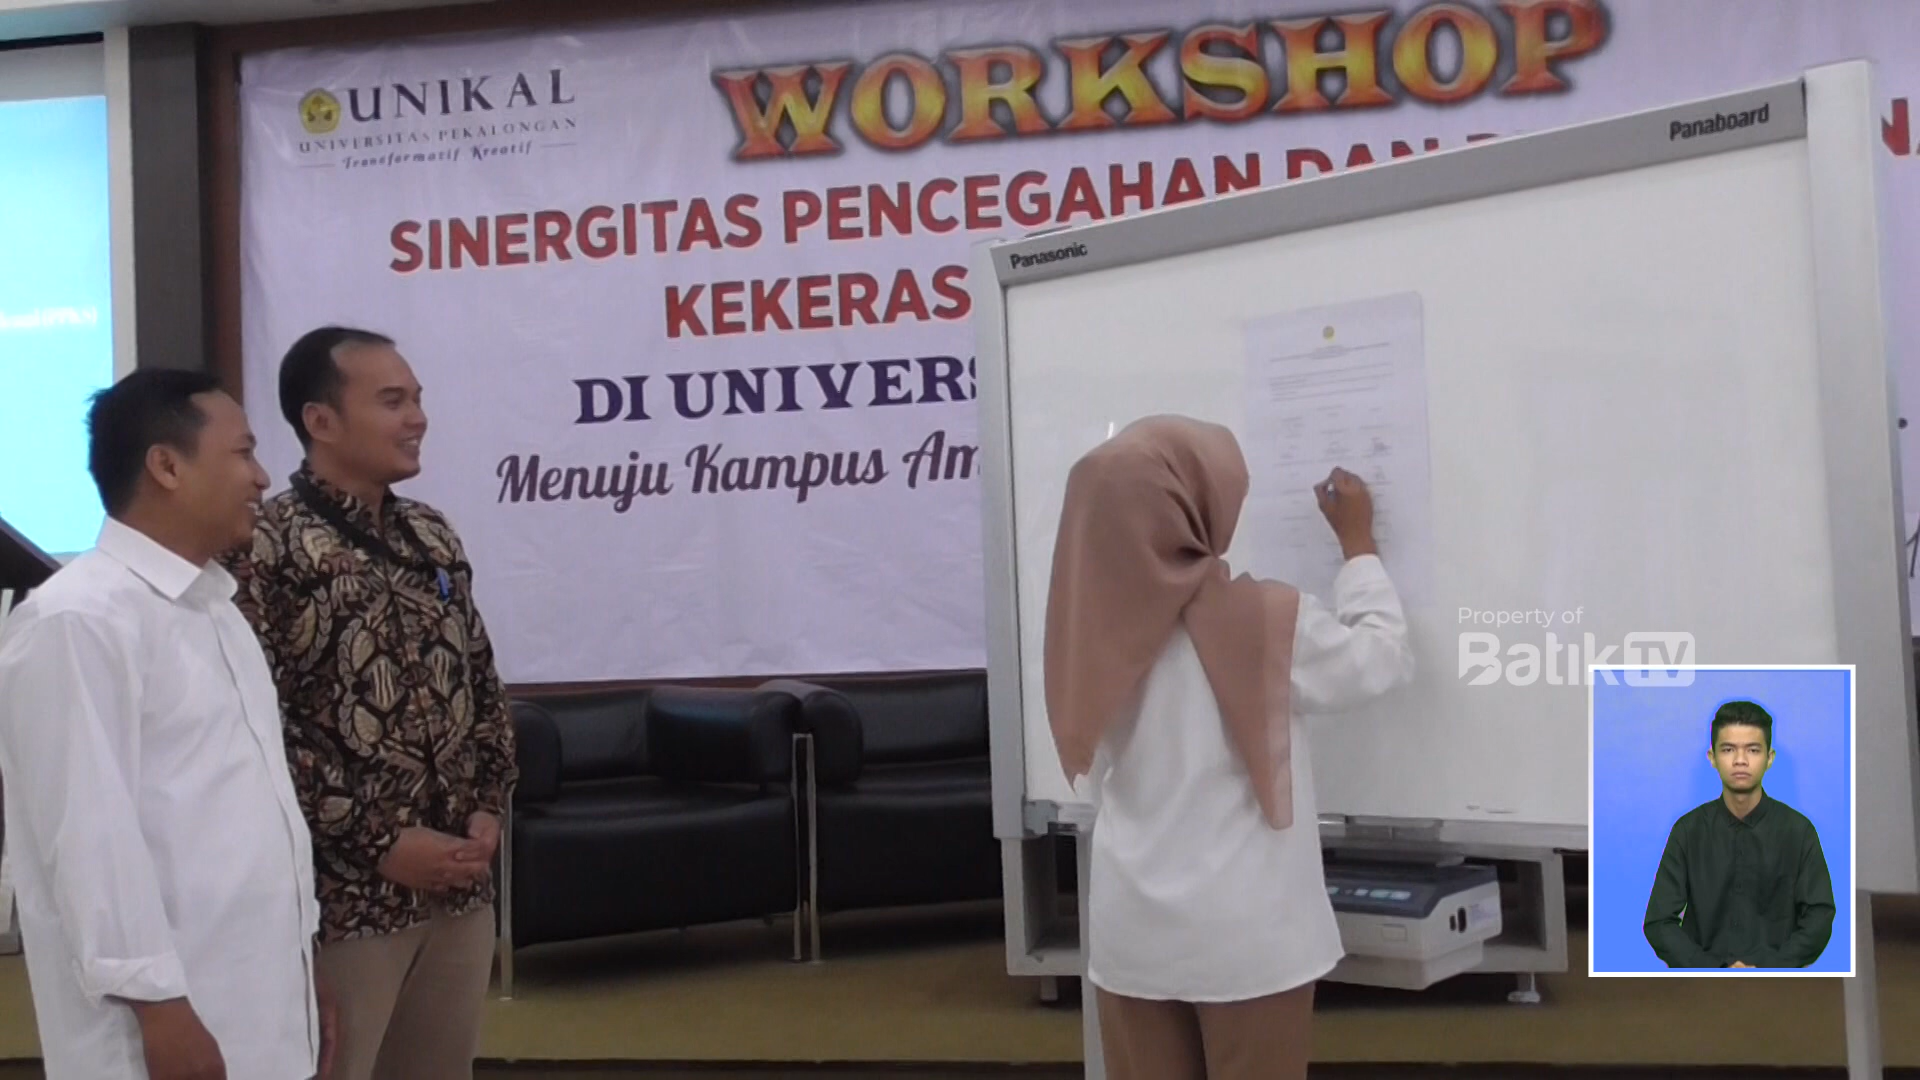 UNIKAL
UNIVERSITAS PEKALONGAN
Transformatif Kreatif
WORKSHOP
SINERGITAS PENCEGAHAN DAN
KEKERAS
DI UNIVERS
Menuju Kampus Am
Panaboard
Panasonic
Property of
BatikTV